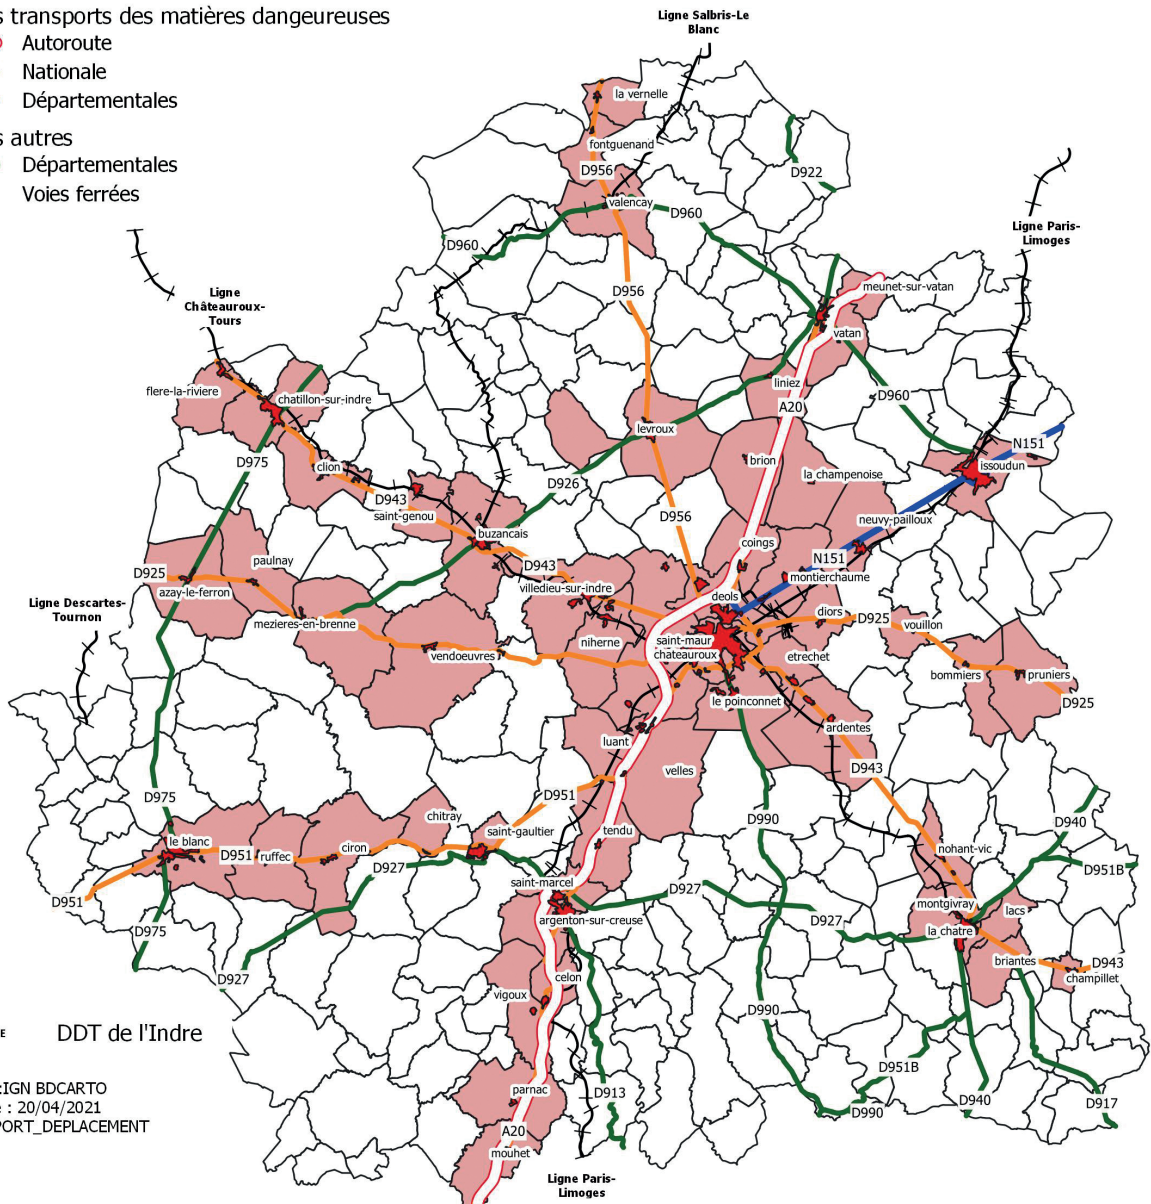 s transports des matières dangeureuses
Autoroute
Nationale
Départementales
s autres
Départementales
Voies ferrées
Ligne Salbris-Le
Blanc
la vernelle
fontguenand
D956
D922
valencay
D960
D960
Ligne Paris-
Limoges
meunet-sur-vatan
D956
Ligne
Châteauroux-
Tours
vatan
flere-la-riviere
chatillon-sur-indre
liniez
D960
A20
levroux
N151
D975
clion
brion
issoudun
la champenoise
D926
D943
saint-genou
D956
neuvy-pailloux
buzancais
coings
N151
paulnay
D943
D925
montierchaume
azay-le-ferron
villedieu-sur-indre
Ligne Descartes-
Tournon
deols
diors
D925
mezieres-en-brenne
vouillon
niherne
saint-maur
chateauroux
vendoeuvres
etrechet
bommiers
pruniers
le poinconnet
D925
ardentes
luant
velles
D943
D951
D975
chitray
D990
D940
saint-gaultier
tendu
le blanc
D951
ruffec
ciron
nohant-vic
D927
D951B
saint-marcel
D927
D951
montgivray
lacs
argenton-sur-creuse
D927
D975
la chatre
briantes
D943
D927
celon
champillet
vigoux
D990
E
DDT de l'Indre
D951B
:IGN BDCARTO
parnac
D913
e : 20/04/2021
D990
D940
D917
PORT_DEPLACEMENT
A20
mouhet
Ligne Paris-
Limoges